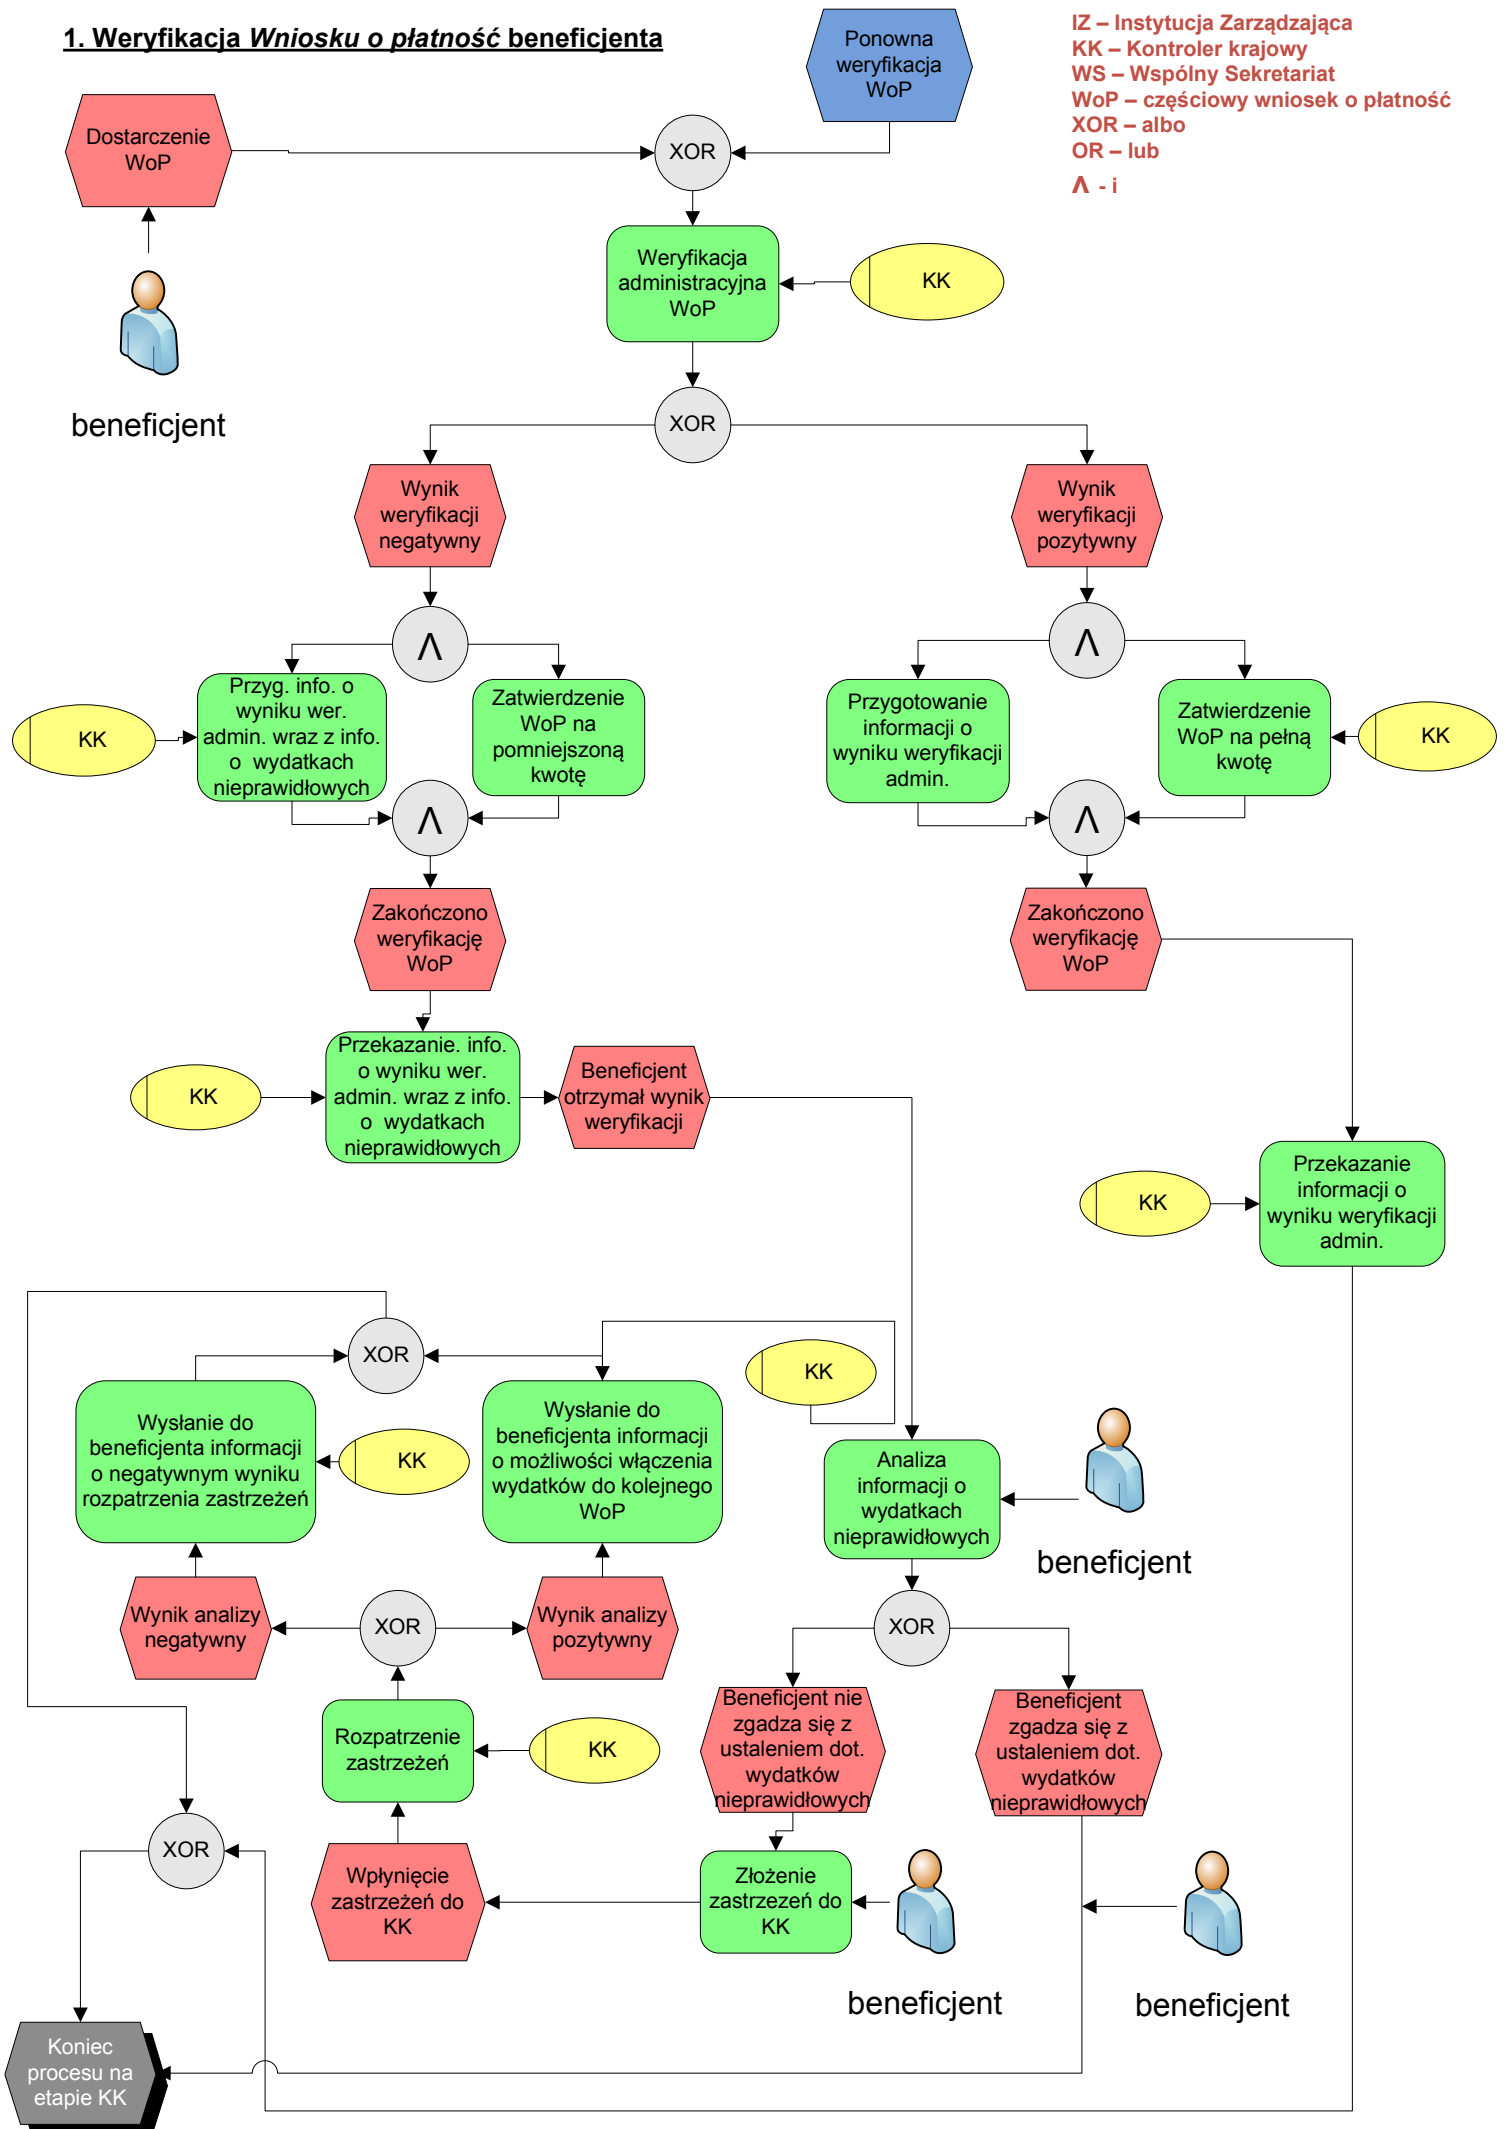 1. Weryfikacja Wniosku o płatność beneficjenta
Ponowna
weryfikacja
WoP
IZ – Instytucja Zarządzająca
KK – Kontroler krajowy
WS – Wspólny Sekretariat
WoP – częściowy wniosek o płatność
XOR – albo
OR – lub
Λ - i
Dostarczenie
WoP
XOR
beneficjent
Weryfikacja
administracyjna
WoP
KK
XOR
Wynik
weryfikacji
negatywny
Wynik
weryfikacji
pozytywny
Λ
Λ
KK
Przyg. info. o
wyniku wer.
admin. wraz z info.
o wydatkach
nieprawidłowych
Zatwierdzenie
WoP na
pomniejszoną
kwotę
Przygotowanie
informacji o
wyniku weryfikacji
admin.
Zatwierdzenie
WoP na pełną
kwotę
KK
Λ
Λ
Zakończono
weryfikację
WoP
Zakończono
weryfikację
WoP
KK
Przekazanie. info.
o wyniku wer.
admin. wraz z info.
o wydatkach
nieprawidłowych
Beneficjent
otrzymał wynik
weryfikacji
KK
Przekazanie
informacji o
wyniku weryfikacji
admin.
XOR
KK
Wysłanie do
beneficjenta informacji
o negatywnym wyniku
rozpatrzenia zastrzeżeń
KK
Wysłanie do
beneficjenta informacji
o możliwości włączenia
wydatków do kolejnego
WoP
Analiza
informacji o
wydatkach
nieprawidłowych
beneficjent
Wynik analizy
negatywny
XOR
Wynik analizy
pozytywny
XOR
Rozpatrzenie
zastrzeżeń
KK
Beneficjent nie
zgadza się z
ustaleniem dot.
wydatków
nieprawidłowych
Beneficjent
zgadza się z
ustaleniem dot.
wydatków
nieprawidłowych
XOR
Wpłynięcie
zastrzeżeń do
KK
Złożenie
zastrzezeń do
KK
beneficjent
beneficjent
Koniec
procesu na
etapie KK